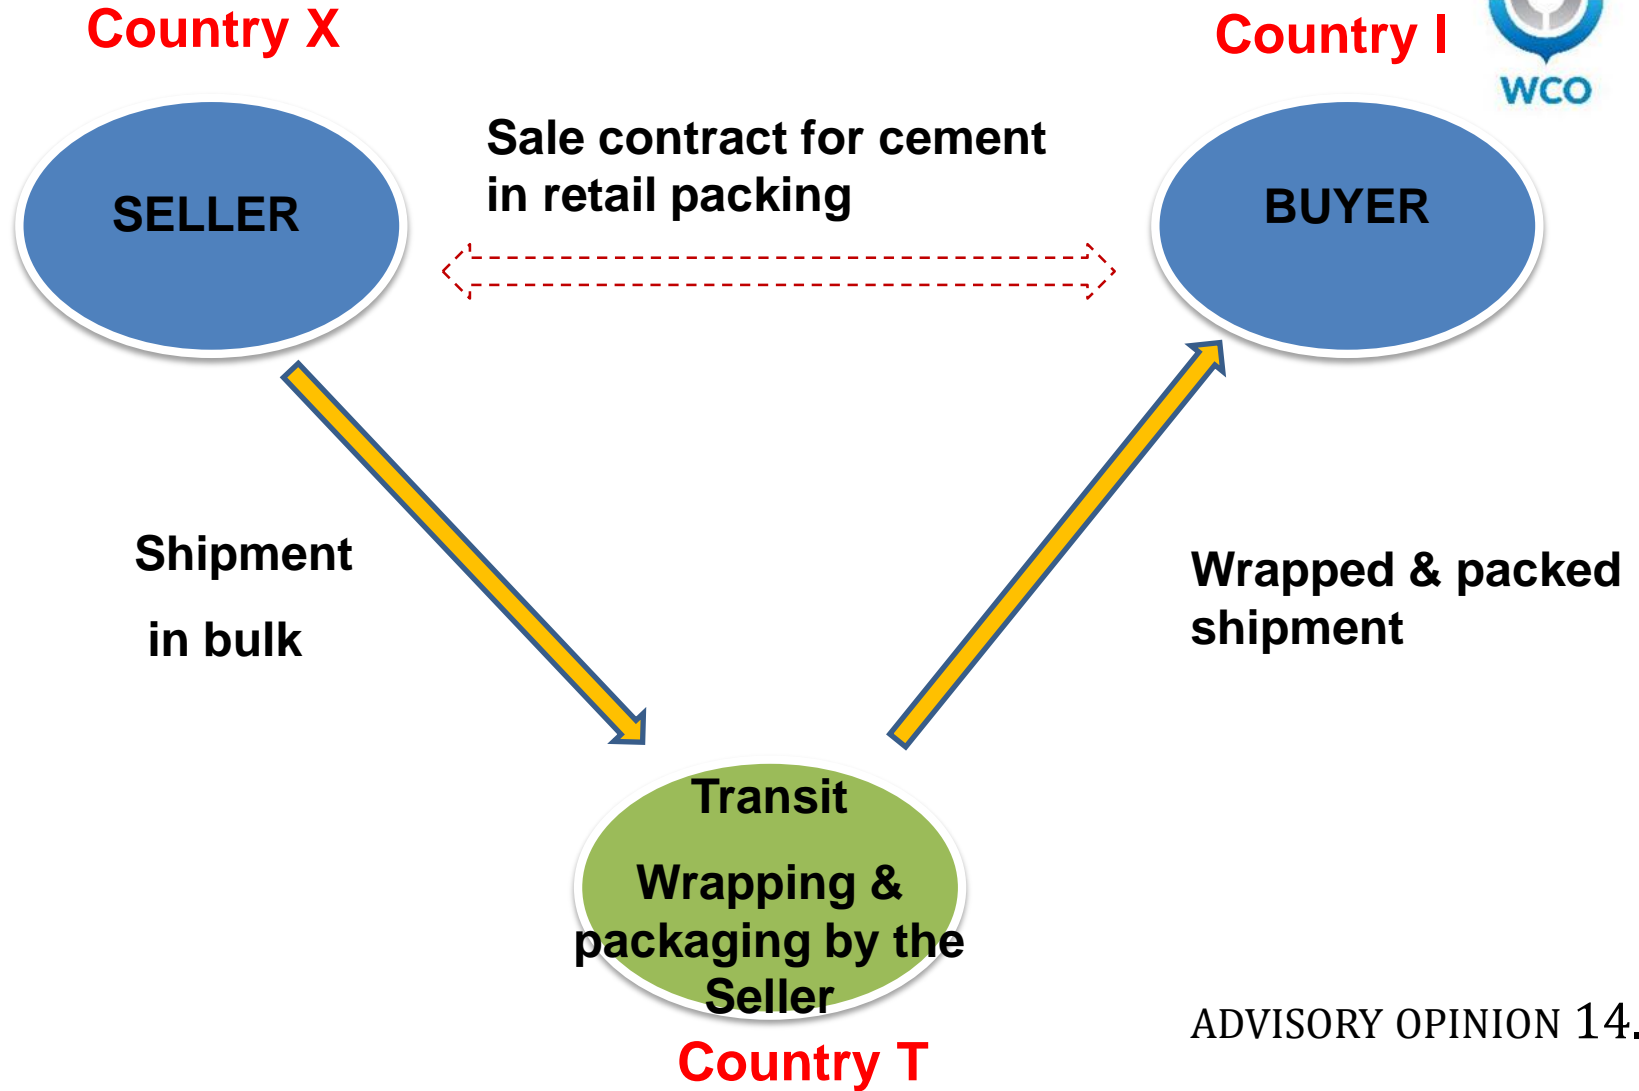 Country X
Country I
WCO
Sale contract for cement
in retail packing
SELLER
BUYER
Shipment
in bulk
Wrapped & packed
shipment
Transit
Wrapping &
packaging by the
Seller
Country T
ADVISORY OPINION 14.